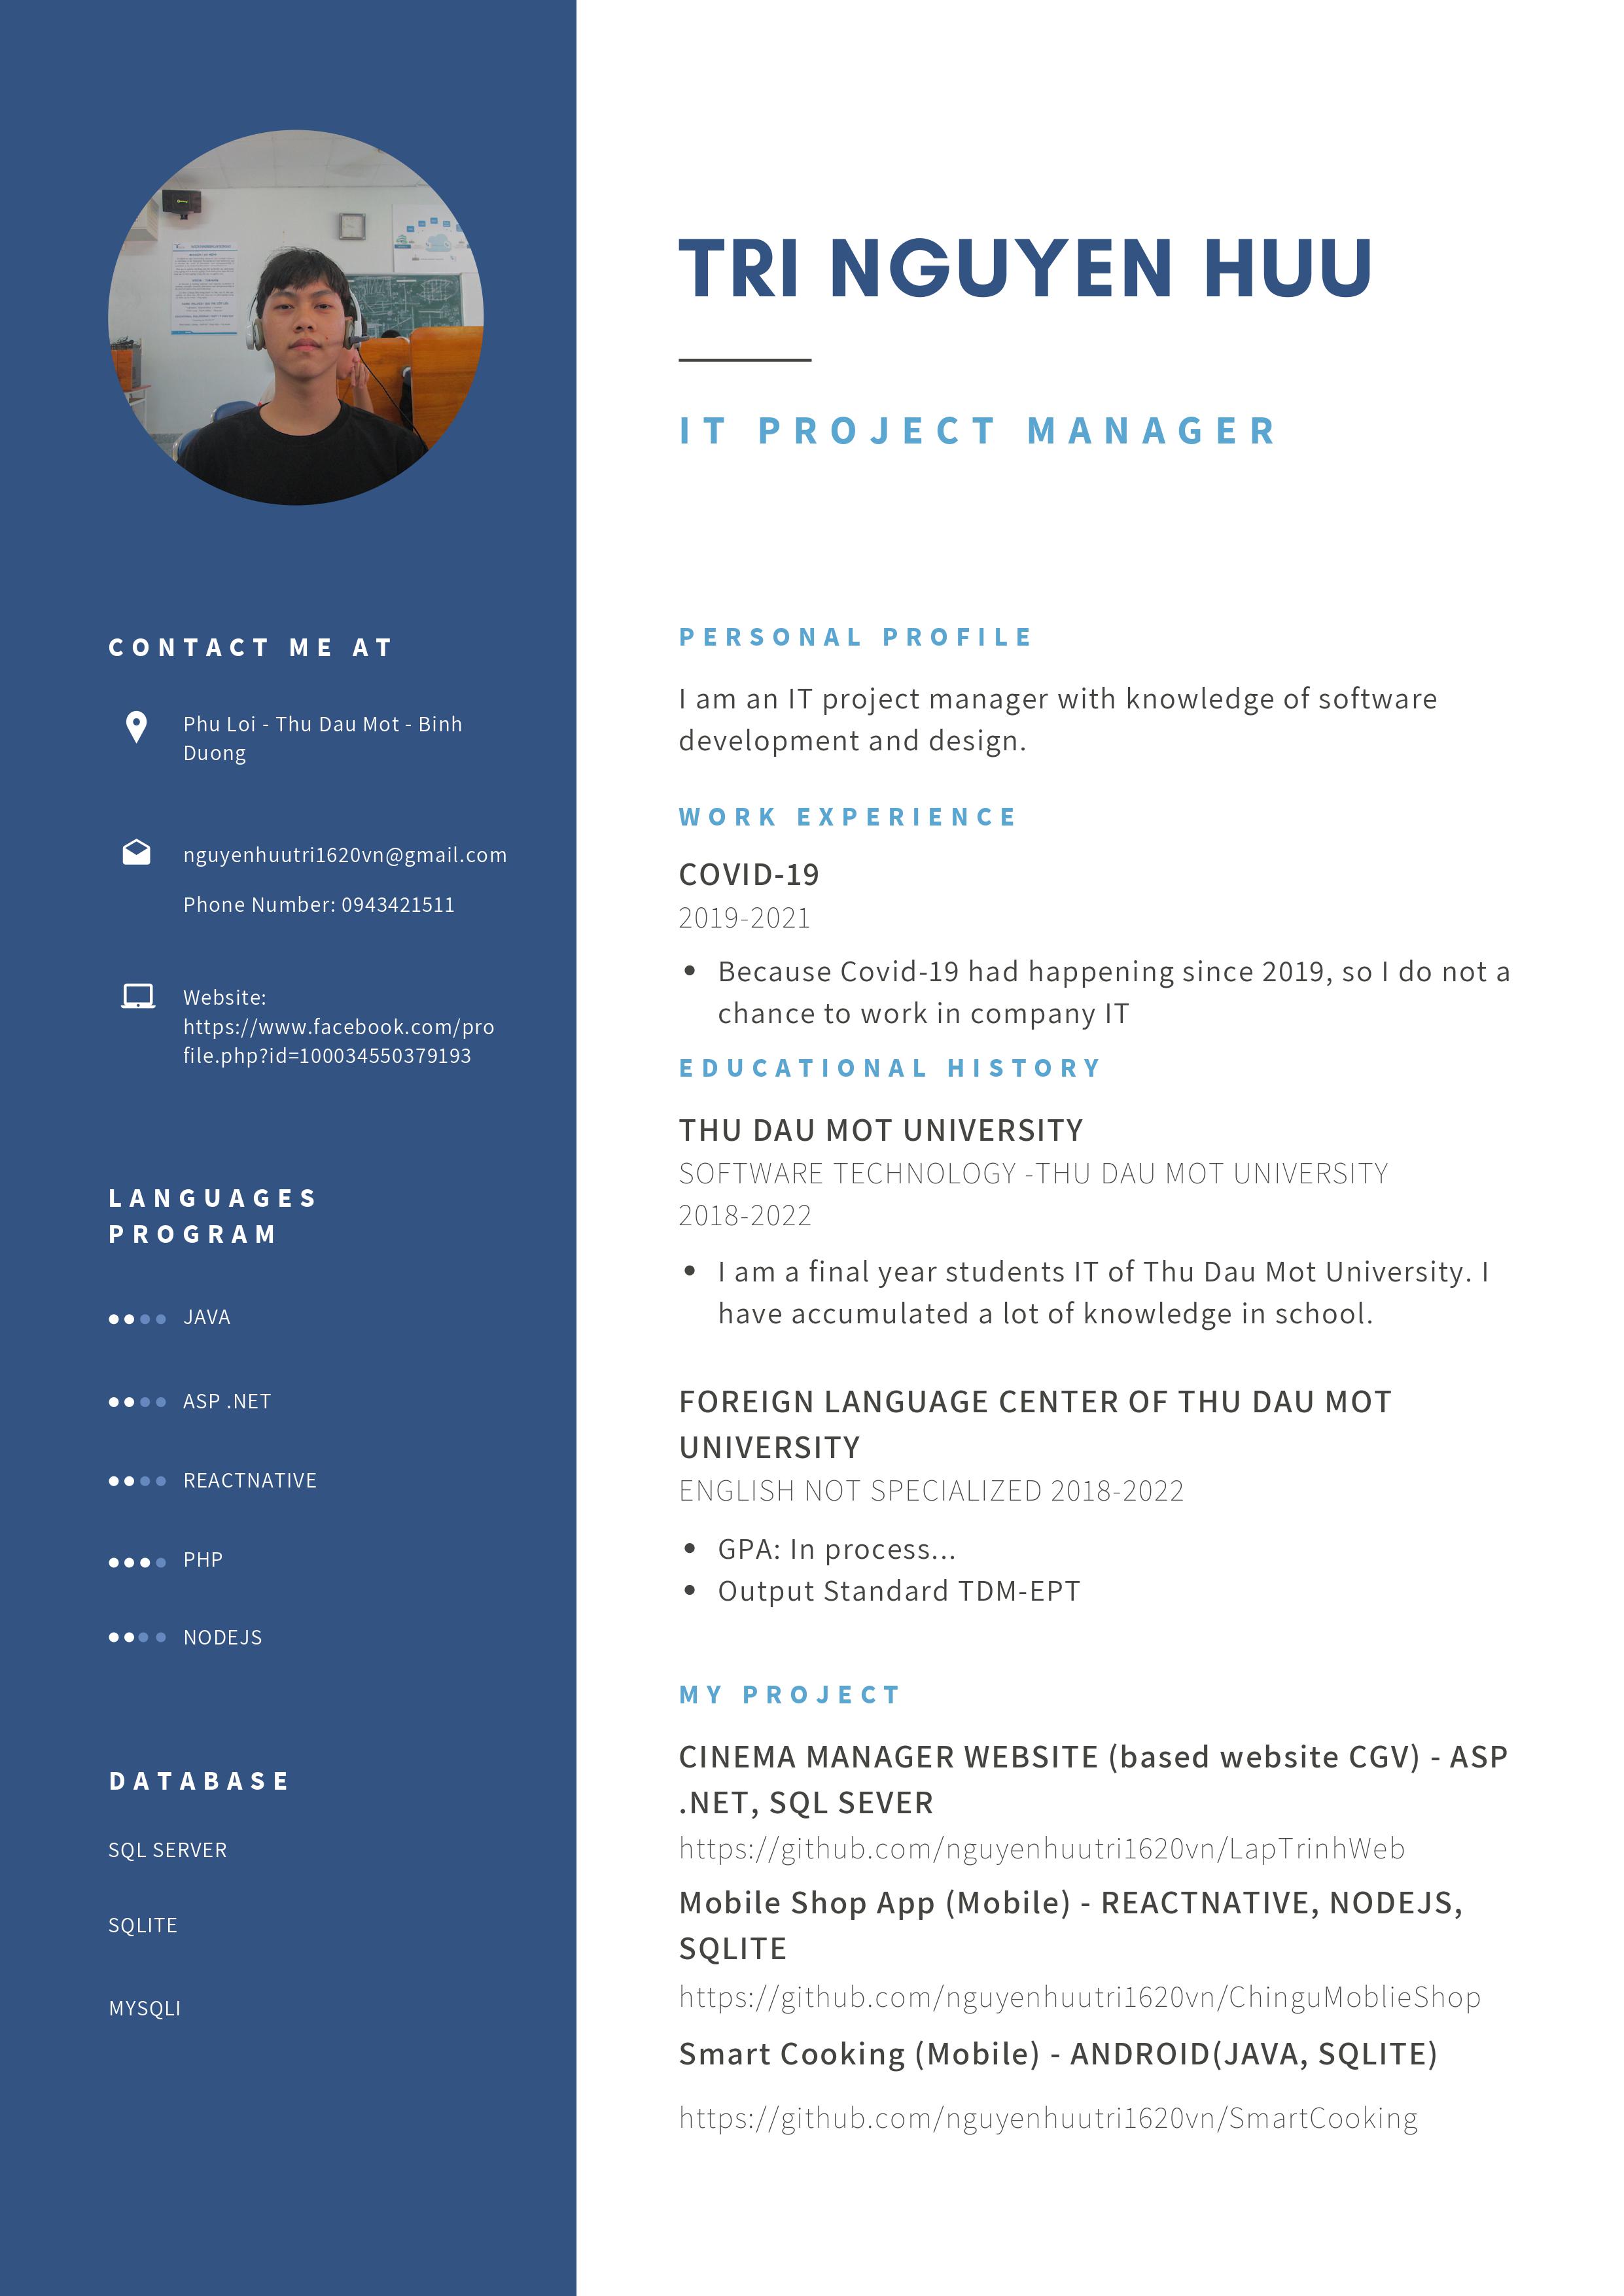 TRI NGUYEN HUU
IT PROJECT MANAGER
CONTACT ME AT
Phu Loi - Thu Dau Mot - Binh
Duong
nguyenhuutri1620vn@gmail.com
Phone Number: 0943421511
Website:
https://www.facebook.com/pro
file.php?id=100034550379193
LANGUAGES
PROGRAM
JAVA
ASP .NET
REACTNATIVE
PHP
NODEJS
DATABASE
SQL SERVER
SQLITE
MYSQLI
PERSONAL PROFILE
I am an IT project manager with knowledge of software
development and design.
WORK EXPERIENCE
COVID-19
2019-2021
• Because Covid-19 had happening since 2019, so I do not a
chance to work in company IT
EDUCATIONAL HISTORY
THU DAU MOT UNIVERSITY
SOFTWARE TECHNOLOGY -THU DAU MOT UNIVERSITY
2018-2022
• I am a final year students IT of Thu Dau Mot University. I
have accumulated a lot of knowledge in school.
FOREIGN LANGUAGE CENTER OF THU DAU MOT
UNIVERSITY
ENGLISH NOT SPECIALIZED 2018-2022
• GPA: In process...
• Output Standard TDM-EPT
MY PROJECT
CINEMA MANAGER WEBSITE (based website CGV) - ASP
.NET, SQL SEVER
https://github.com/nguyenhuutri1620vn/LapTrinhWeb
Mobile Shop App (Mobile) - REACTNATIVE, NODEJS,
SQLITE
https://github.com/nguyenhuutri1620vn/ChinguMoblieShop
Smart Cooking (Mobile) - ANDROID(JAVA, SQLITE)
https://github.com/nguyenhuutri1620vn/SmartCooking